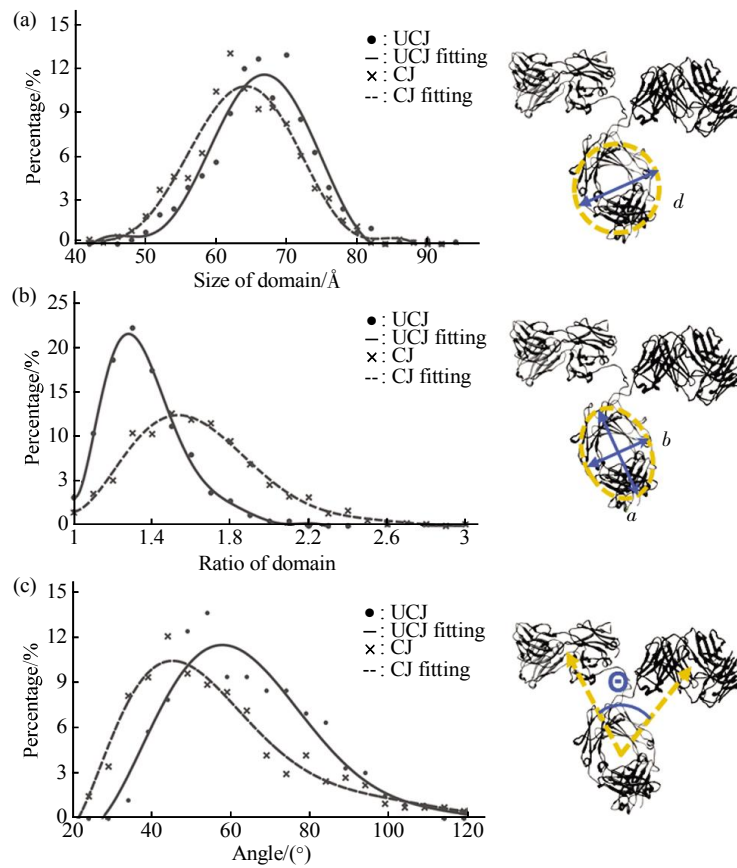 (a)
15
12
9
6
3
0
Percentage/%
40 50 60 70 80 90
Size of domain/Å
● : UCJ
— : UCJ fitting
× : CJ
-- : CJ fitting
d
(b)
25
20
15
10
3
0
Percentage/%
1 1.4 1.8 2.2 2.6 3
Ratio of domain
● : UCJ
— : UCJ fitting
× : CJ
-- : CJ fitting
b
a
(c)
15
12
9
6
3
0
Percentage/%
20 40 60 80 100 120
Angle/(°)
● : UCJ
— : UCJ fitting
× : CJ
-- : CJ fitting
Θ